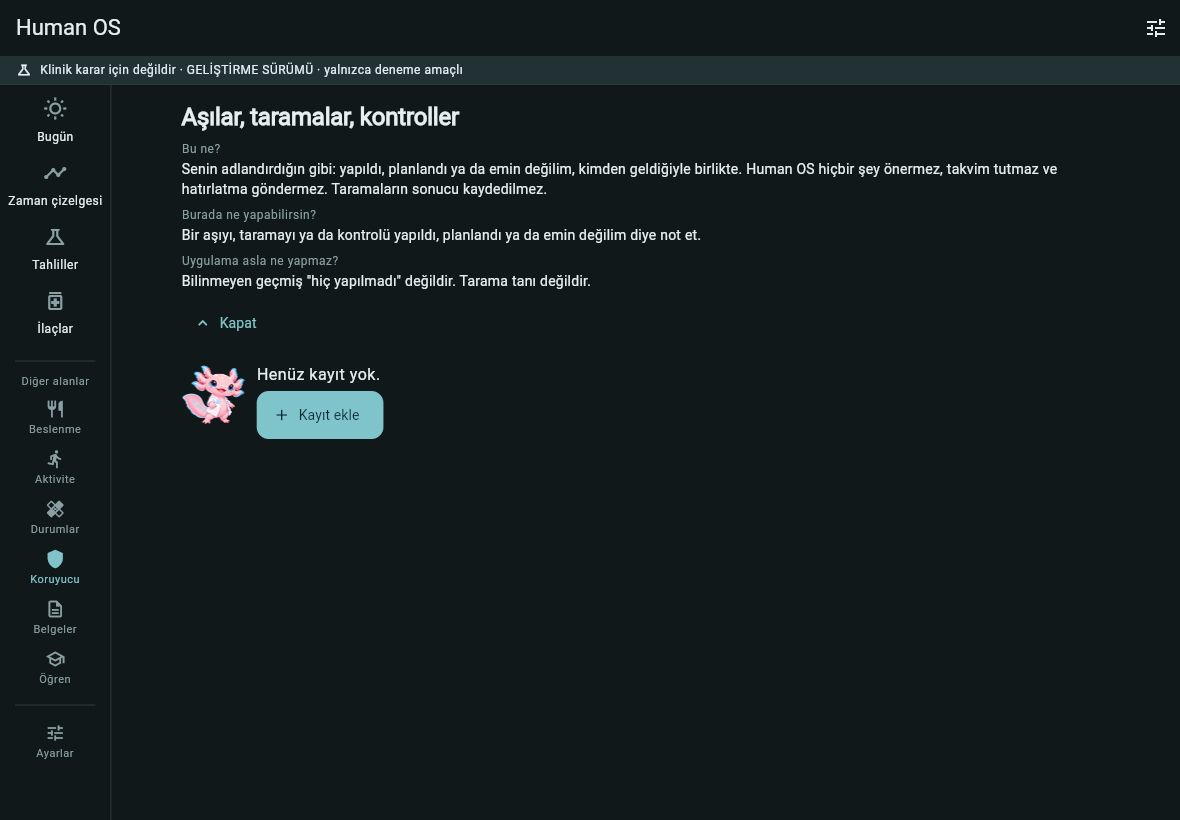 Human OS
Klinik karar için değildir · GELİŞTİRME SÜRÜMÜ · yalnızca deneme amaçlı
Bugün
Zaman çizelgesi
Tahliller
İlaçlar
Diğer alanlar
Beslenme
Aktivite
Durumlar
Koruyucu
Belgeler
Öğren
Ayarlar
Aşılar, taramalar, kontroller
Bu ne?
Senin adlandırdığın gibi: yapıldı, planlandı ya da emin değilim, kimden geldiğiyle birlikte. Human OS hiçbir şey önermez, takvim tutmaz ve
hatırlatma göndermez. Taramaların sonucu kaydedilmez.
Burada ne yapabilirsin?
Bir aşıyı, taramayı ya da kontrolü yapıldı, planlandı ya da emin değilim diye not et.
Uygulama asla ne yapmaz?
Bilinmeyen geçmiş "hiç yapılmadı" değildir. Tarama tanı değildir.
Kapat
Henüz kayıt yok.
Kayıt ekle